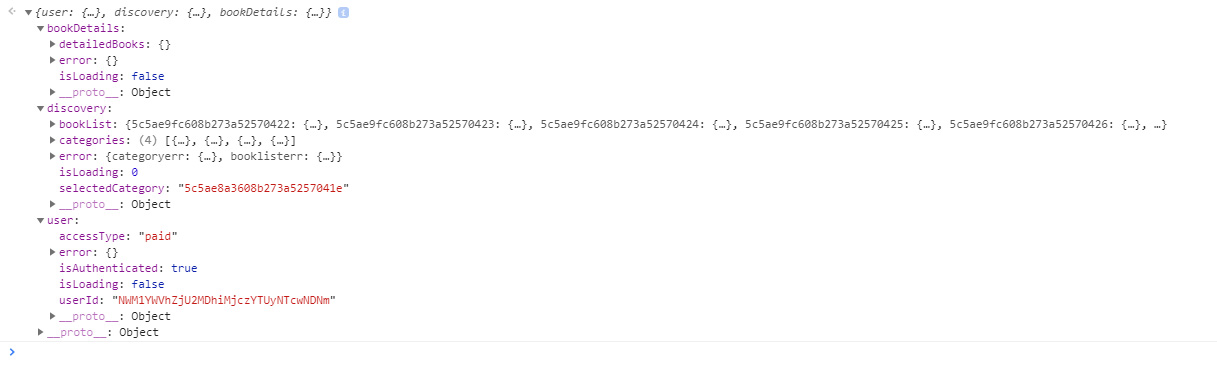 {user: {…}, discovery: {…}, bookDetails: {…}} i
bookDetails:
detailedBooks: {}
error: {}
isLoading: false
__proto__: Object
discovery:
bookList: {5c5ae9fc608b273a52570422: {…}, 5c5ae9fc608b273a52570423: {…}, 5c5ae9fc608b273a52570424: {…}, 5c5ae9fc608b273a52570425: {…}, 5c5ae9fc608b273a52570426: {…}, …}
categories: (4) [{…}, {…}, {…}, {…}]
error: {categoryerr: {…}, booklisterr: {…}}
isLoading: 0
selectedCategory: "5c5ae8a3608b273a5257041e"
__proto__: Object
user:
accessType: "paid"
error: {}
isAuthenticated: true
isLoading: false
userId: "NWM1YWVhZjU2MDhiMjczYTUyNTcwNDNm"
__proto__: Object
__proto__: Object